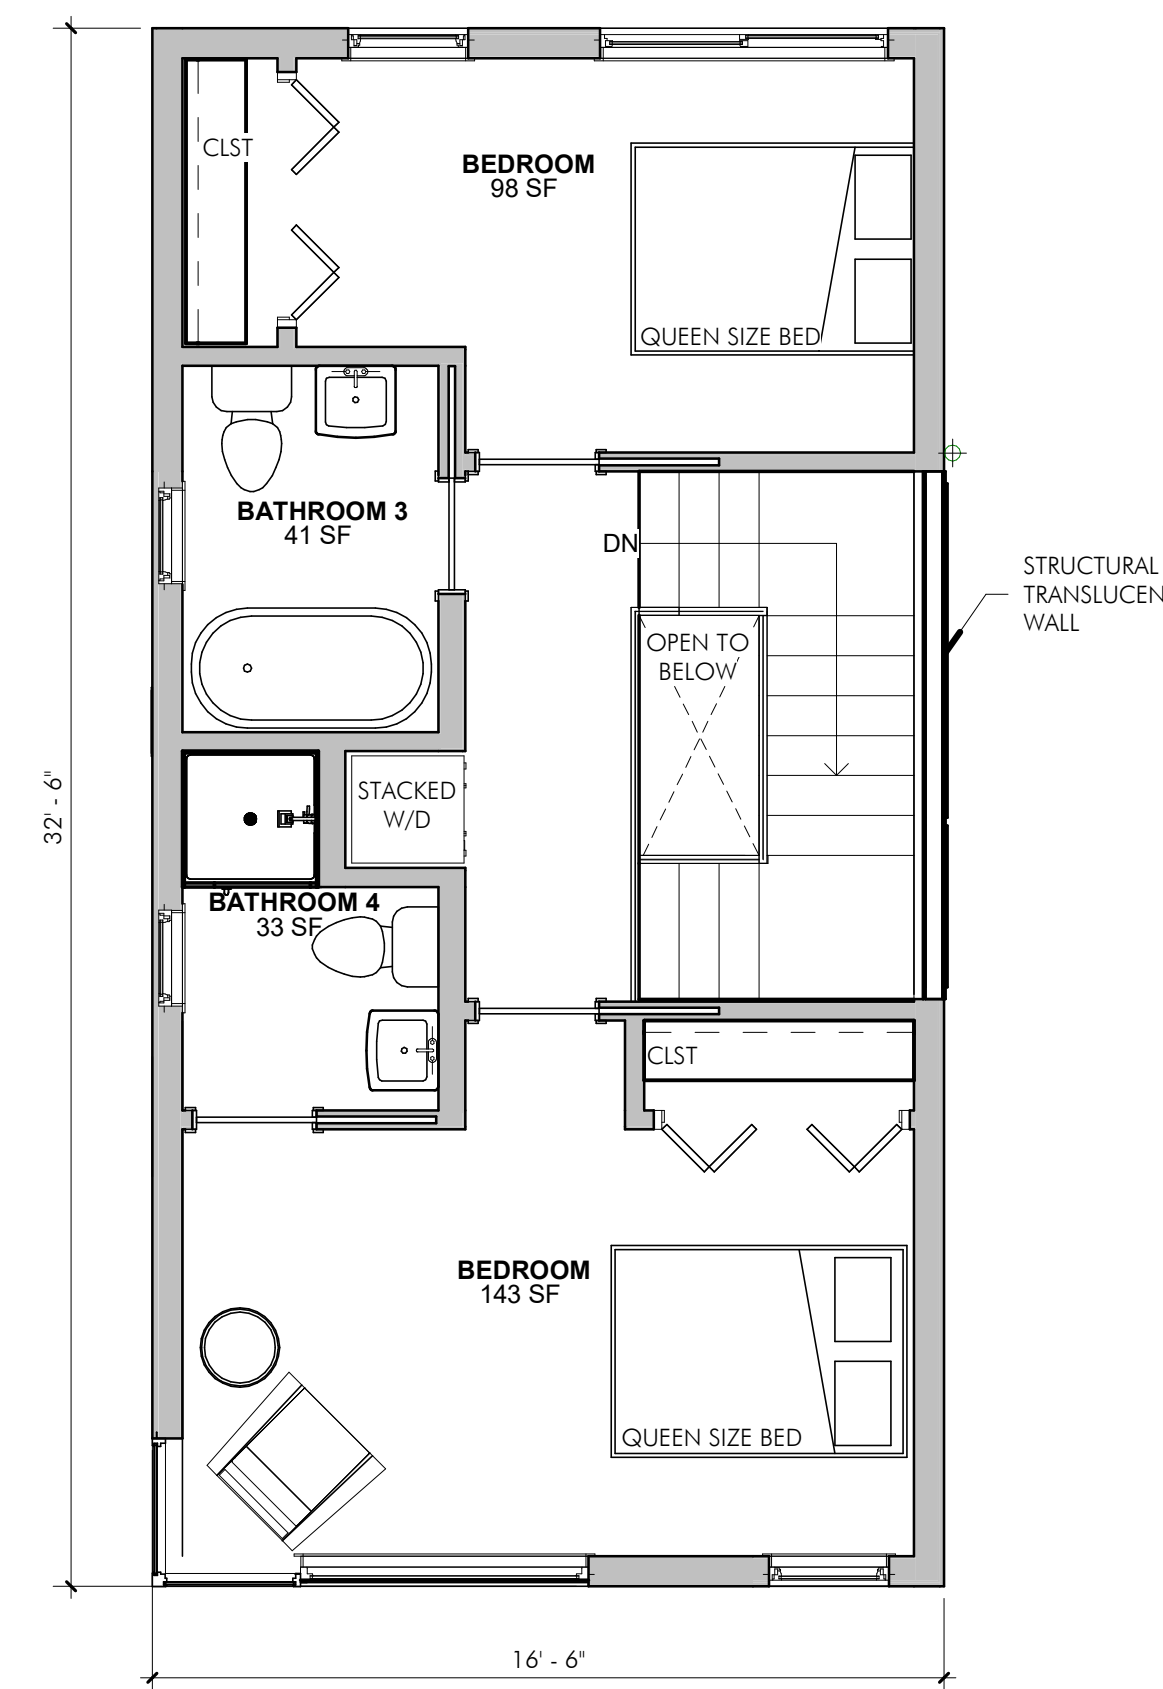 CLST
BEDROOM
98 SF
QUEEN SIZE BED
BATHROOM 3
41 SF
DN
STRUCTURAL
TRANSLUCEN
WALL
OPEN TO
BELOW
STACKED
W/D
32' - 6"
BATHROOM 4
33 SF
CLST
BEDROOM
143 SF
QUEEN SIZE BED
16' - 6"